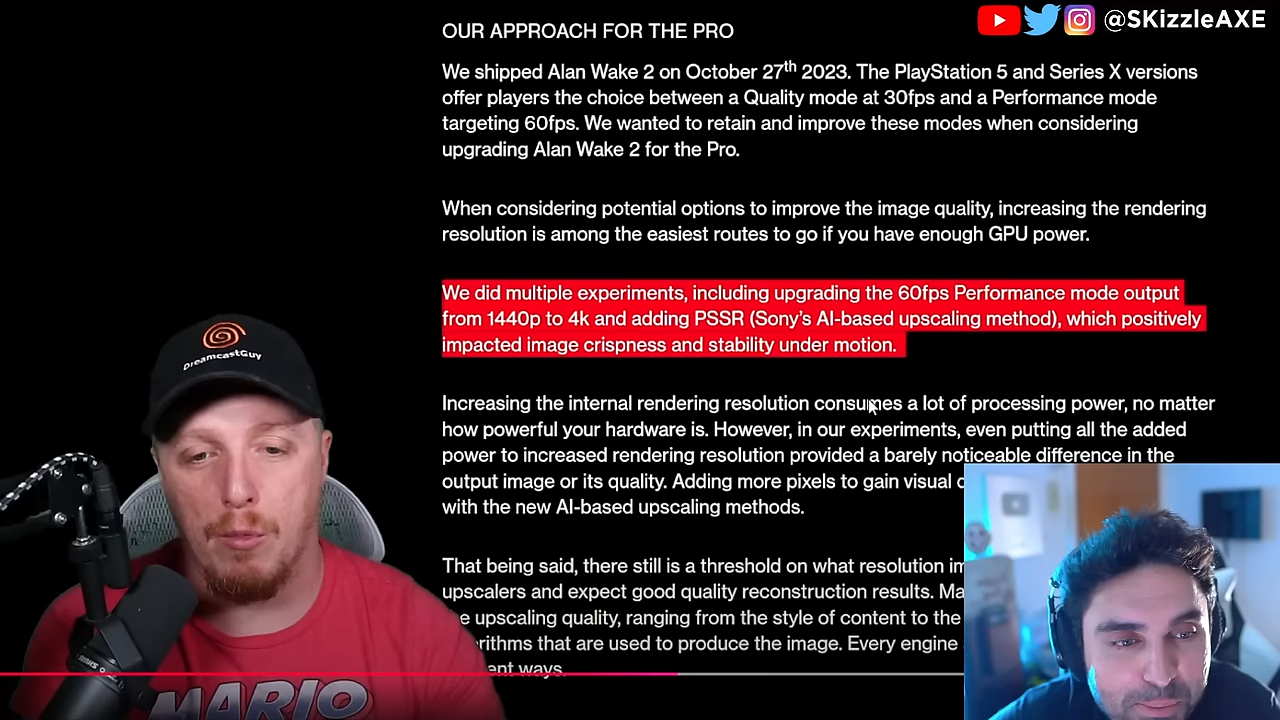 @SKizzleAXE
OUR APPROACH FOR THE PRO
We shipped Alan Wake 2 on October 27th 2023. The PlayStation 5 and Series X versions
offer players the choice between a Quality mode at 30fps and a Performance mode
targeting 60fps. We wanted to retain and improve these modes when considering
upgrading Alan Wake 2 for the Pro.
When considering potential options to improve the image quality, increasing the rendering
resolution is among the easiest routes to go if you have enough GPU power.
We did multiple experiments, including upgrading the 60fps Performance mode output
from 1440p to 4k and adding PSSR (Sony's AI-based upscaling method), which positively
impacted image crispness and stability under motion.
Increasing the internal rendering resolution consumes a lot of processing power, no matter
how powerful your hardware is. However, in our experiments, even putting all the added
power to increased rendering resolution provided a barely noticeable difference in the
output image or its quality. Adding more pixels to gain visual
with the new AI-based upscaling methods.
That being said, there still is a threshold on what resolution
upscalers and expect good quality reconstruction results.
upscaling quality, ranging from the style of content to the
that are used to produce the image. Every engine
ways.
DreamcastGuy
MARIO